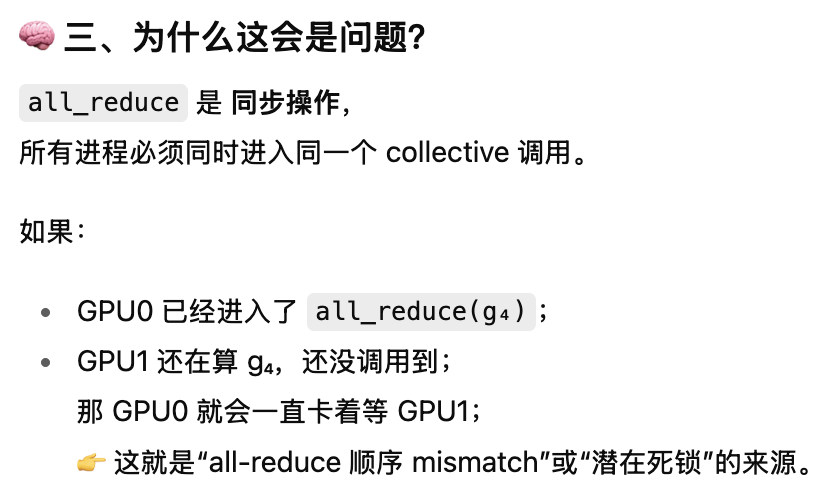 🧠 三、为什么这会是问题?
all_reduce 是 同步操作,
所有进程必须同时进入同一个 collective 调用。
如果：
• GPU0 已经进入了 all_reduce(g₄)；
• GPU1 还在算 g₄，还没调用到；
那 GPU0 就会一直卡着等 GPU1；
👉 这就是“all-reduce 顺序 mismatch”或“潜在死锁”的来源。